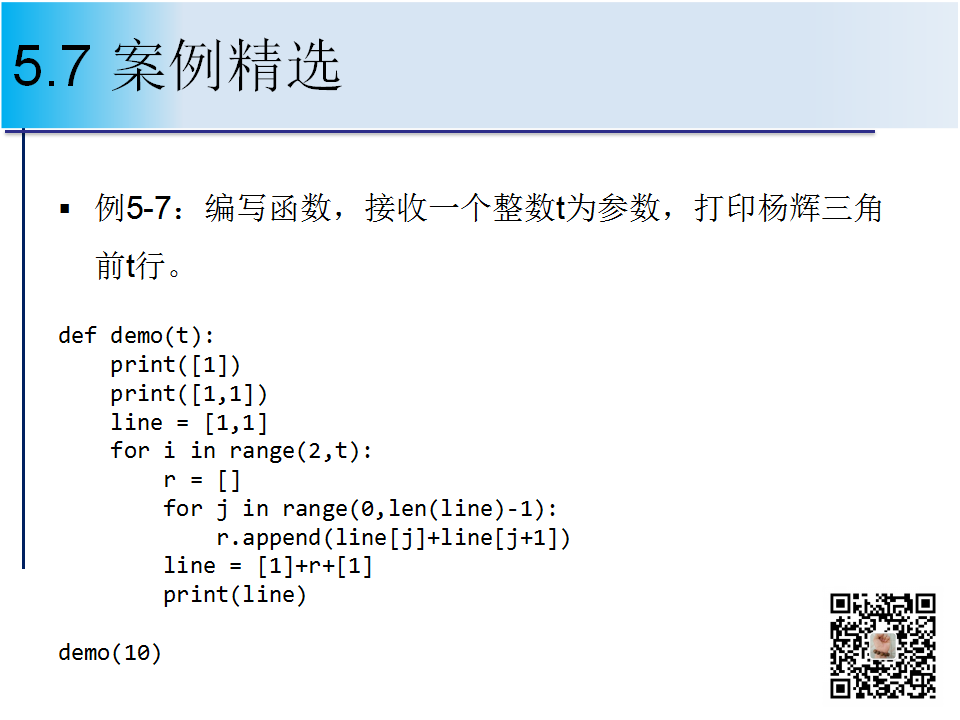 5.7 案例精选
▪ 例5-7：编写函数，接收一个整数t为参数，打印杨辉三角
前t行。
def demo(t):
    print([1])
    print([1,1])
    line = [1,1]
    for i in range(2,t):
        r = []
        for j in range(0,len(line)-1):
            r.append(line[j]+line[j+1])
        line = [1]+r+[1]
        print(line)
demo(10)